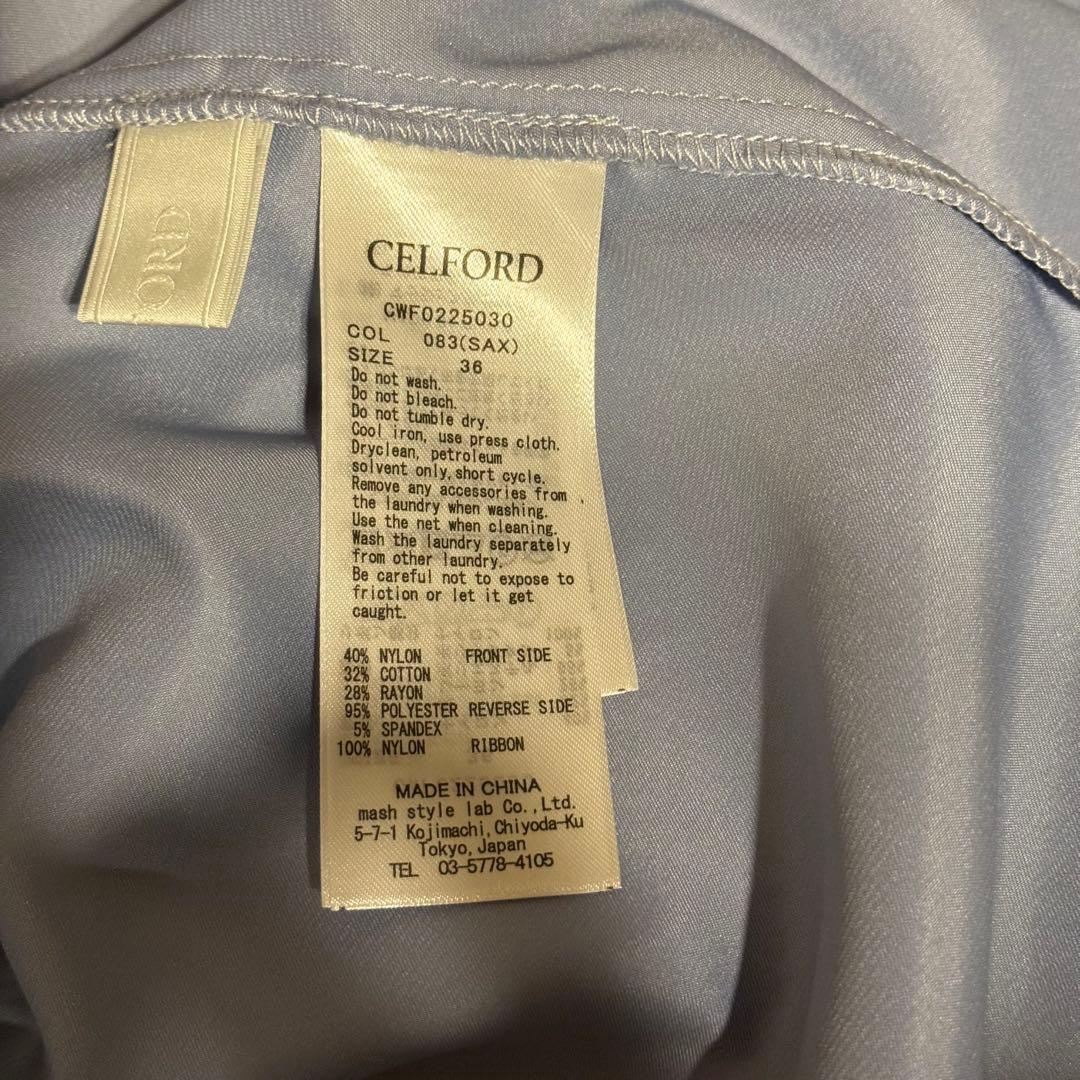 ORD
CELFORD
CWF0225030
COL 083(SAX)
SIZE 36
Do not wash.
Do not bleach.
Do not tumble dry.
Cool iron, use press cloth.
Dryclean, petroleum
solvent only,short cycle.
Remove any accessories from
the laundry when washing.
Use the net when cleaning.
Wash the laundry separately
from other laundry.
Be careful not to expose to
friction or let it get
caught.
40% NYLON FRONT SIDE
32% COTTON
28% RAYON
95% POLYESTER REVERSE SIDE
5% SPANDEX
100% NYLON RIBBON
MADE IN CHINA
mash style lab Co.,Ltd.
5-7-1 Kojimachi,Chiyoda-Ku
Tokyo,Japan
TEL 03-5778-4105